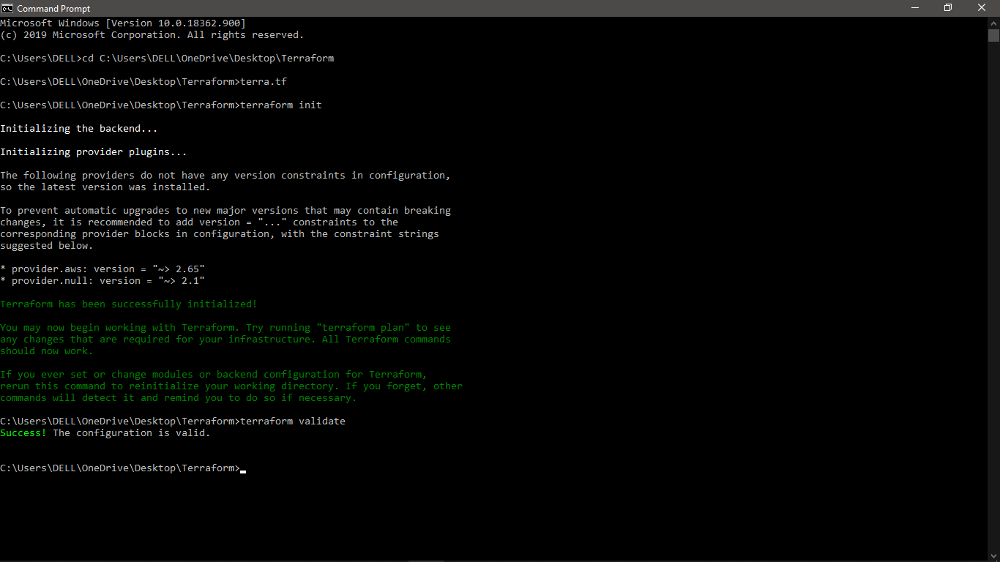 Command Prompt
Microsoft Windows [Version 10.0.18362.900]
(c) 2019 Microsoft Corporation. All rights reserved.
C:\Users\DELL>cd C:\Users\DELL\OneDrive\Desktop\Terraform
C:\Users\DELL\OneDrive\Desktop\Terraform>terra.tf
C:\Users\DELL\OneDrive\Desktop\Terraform>terraform init
Initializing the backend...
Initializing provider plugins...
The following providers do not have any version constraints in configuration,
so the latest version was installed.
To prevent automatic upgrades to new major versions that may contain breaking
changes, it is recommended to add version = "..." constraints to the
corresponding provider blocks in configuration, with the constraint strings
suggested below.
* provider.aws: version = "~> 2.65"
* provider.null: version = "~> 2.1"
Terraform has been successfully initialized!
You may now begin working with Terraform. Try running "terraform plan" to see
any changes that are required for your infrastructure. All Terraform commands
should now work.
If you ever set or change modules or backend configuration for Terraform,
rerun this command to reinitialize your working directory. If you forget, other
commands will detect it and remind you to do so if necessary.
C:\Users\DELL\OneDrive\Desktop\Terraform>terraform validate
Success! The configuration is valid.
C:\Users\DELL\OneDrive\Desktop\Terraform>